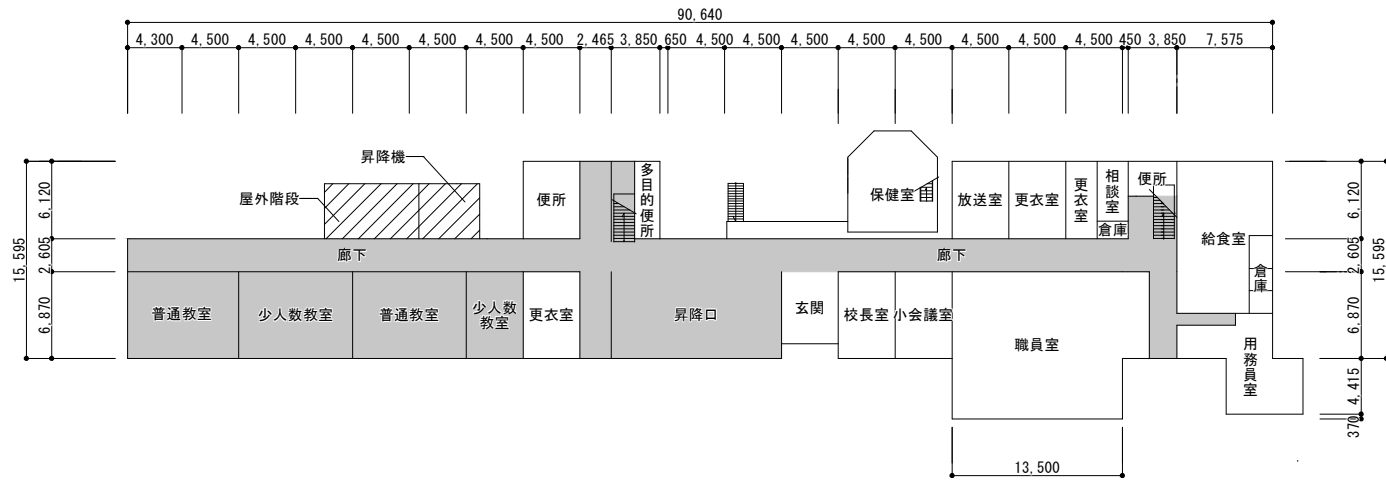 90,640
4,300 4,500 4,500 4,500 4,500 4,500 4,500 4,500 2,465 3,850 650 4,500 4,500 4,500 4,500 4,500 4,500 4,500 4,500 450 3,850 7,575
昇降機
屋外階段
便所
多目的便所
保健室
放送室
更衣室
更衣室
相談室
倉庫
便所
給食室
倉庫
15,595
6,120
2,605
6,870
廊下
廊下
普通教室
少人数教室
普通教室
少人数
教室
更衣室
昇降口
玄関
校長室
小会議室
職員室
用務員室
6,120
2,605
6,870
15,595
4,415
370
13,500